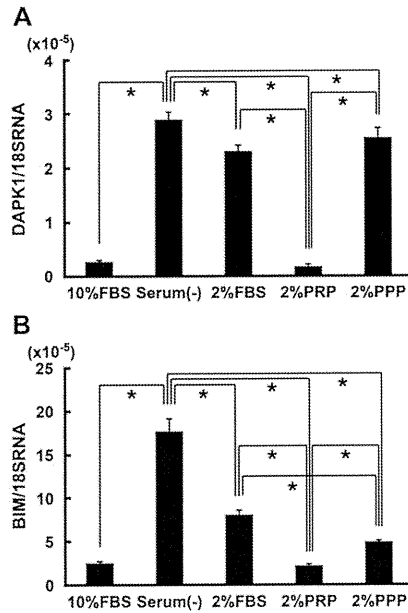 A
(x10-5)
4
3
2
1
0
DAPK1/18SRNA
* * * * * *
10%FBS Serum(-) 2%FBS 2%PRP 2%PPP
B
(x10-5)
25
20
15
10
5
0
BIM/18SRNA
* * * * * * *
10%FBS Serum(-) 2%FBS 2%PRP 2%PPP